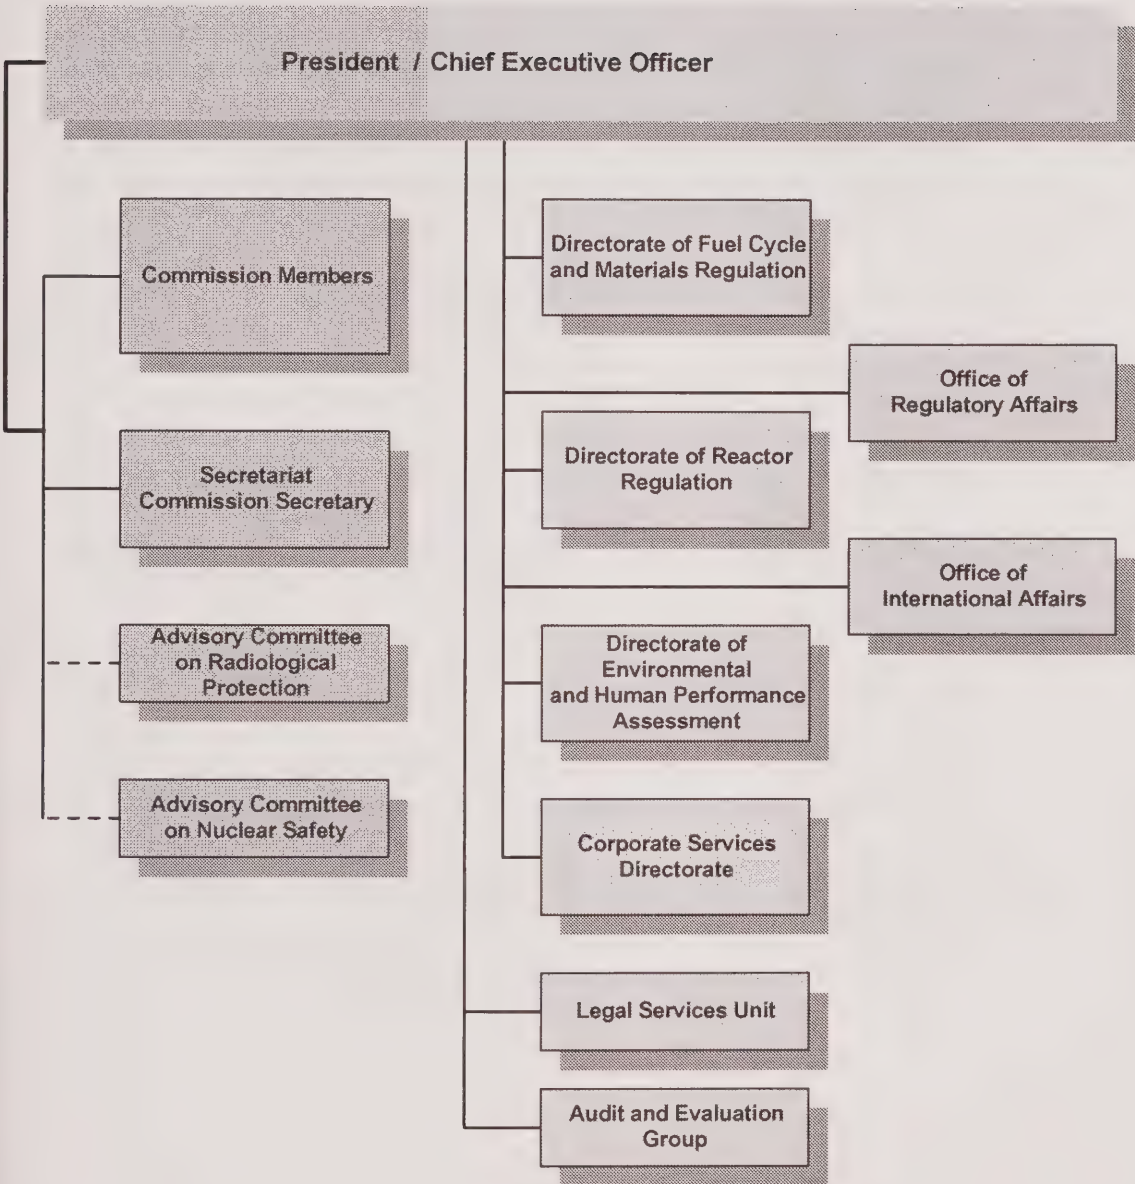 President / Chief Executive Officer
Commission Members
Secretariat
Commission Secretary
Advisory Committee
on Radiological
Protection
Advisory Committee
on Nuclear Safety
Directorate of Fuel Cycle
and Materials Regulation
Office of
Regulatory Affairs
Directorate of Reactor
Regulation
Office of
International Affairs
Directorate of
Environmental
and Human Performance
Assessment
Corporate Services
Directorate
Legal Services Unit
Audit and Evaluation
Group